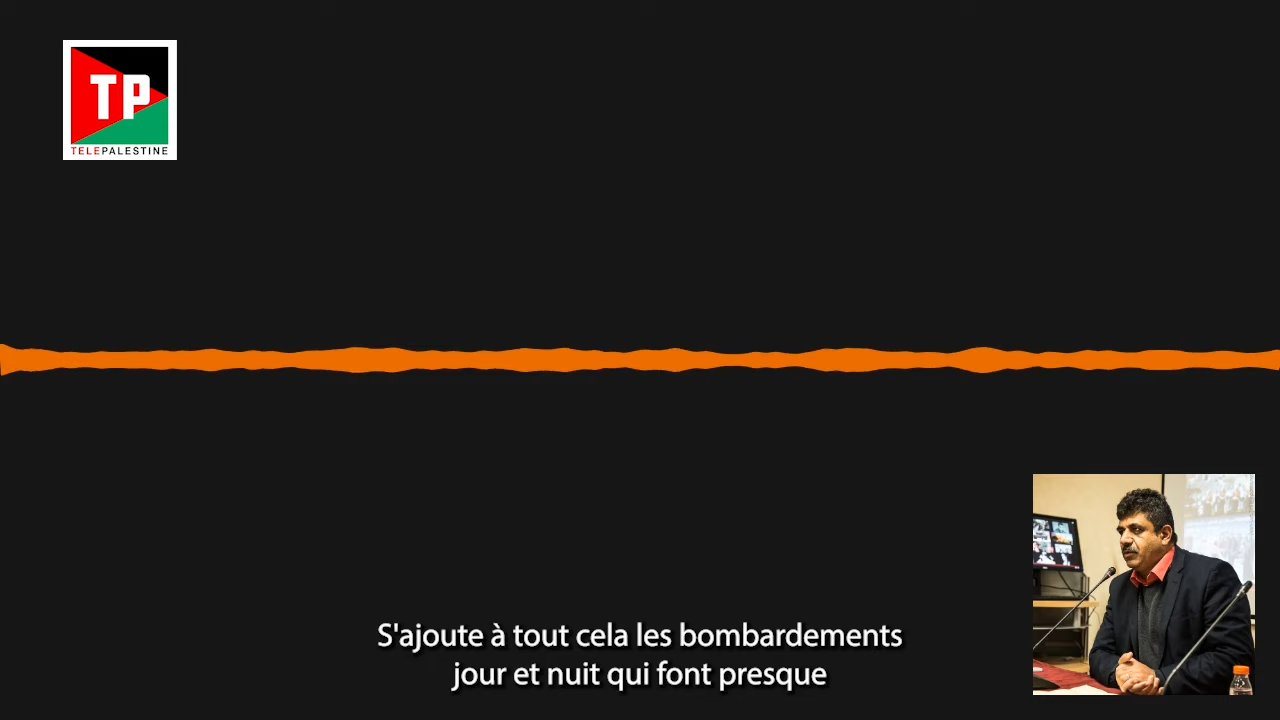 TP
TELEPALESTINE
S'ajoute à tout cela les bombardements
jour et nuit qui font presque